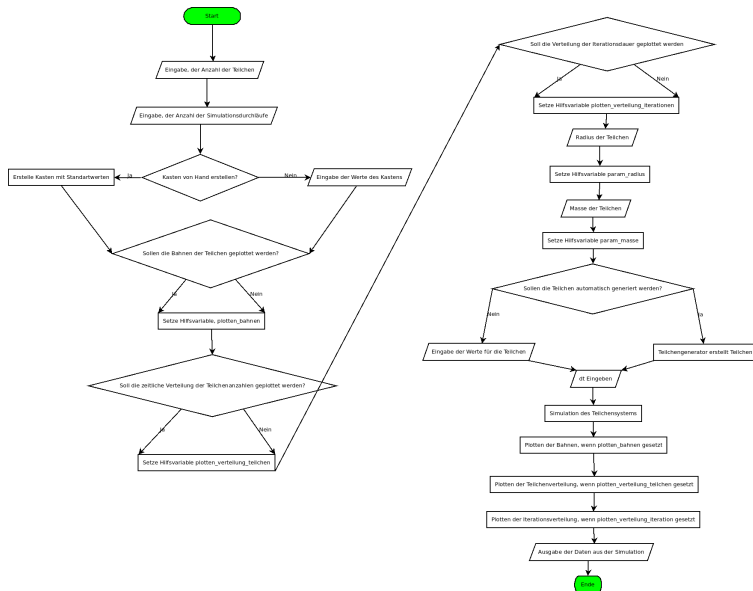 Start
Eingabe, der Anzahl der Teilchen
Eingabe, der Anzahl der Simulationsdurchläufe
Kasten von Hand erstellen?
Ja
Nein
Erstelle Kasten mit Standartwerten
Eingabe der Werte des Kastens
Sollen die Bahnen der Teilchen geplottet werden?
Ja
Nein
Setze Hilfsvariable, plotten_bahnen
Soll die zeitliche Verteilung der Teilchenanzahlen geplottet werden?
Ja
Nein
Setze Hilfsvariable plotten_verteilung_teilchen
Soll die Verteilung der Iterationsdauer geplottet werden
Ja
Nein
Setze Hilfsvariable plotten_verteilung_iterationen
Radius der Teilchen
Setze Hilfsvariable param_radius
Masse der Teilchen
Setze Hilfsvariable param_masse
Sollen die Teilchen automatisch generiert werden?
Nein
Ja
Eingabe der Werte für die Teilchen
Teilchengenerator erstellt Teilchen
dt Eingeben
Simulation des Teilchensystems
Plotten der Bahnen, wenn plotten_bahnen gesetzt
Plotten der Teilchenverteilung, wenn plotten_verteilung_teilchen gesetzt
Plotten der Iterationsverteilung, wenn plotten_verteilung_iteration gesetzt
Ausgabe der Daten aus der Simulation
Ende